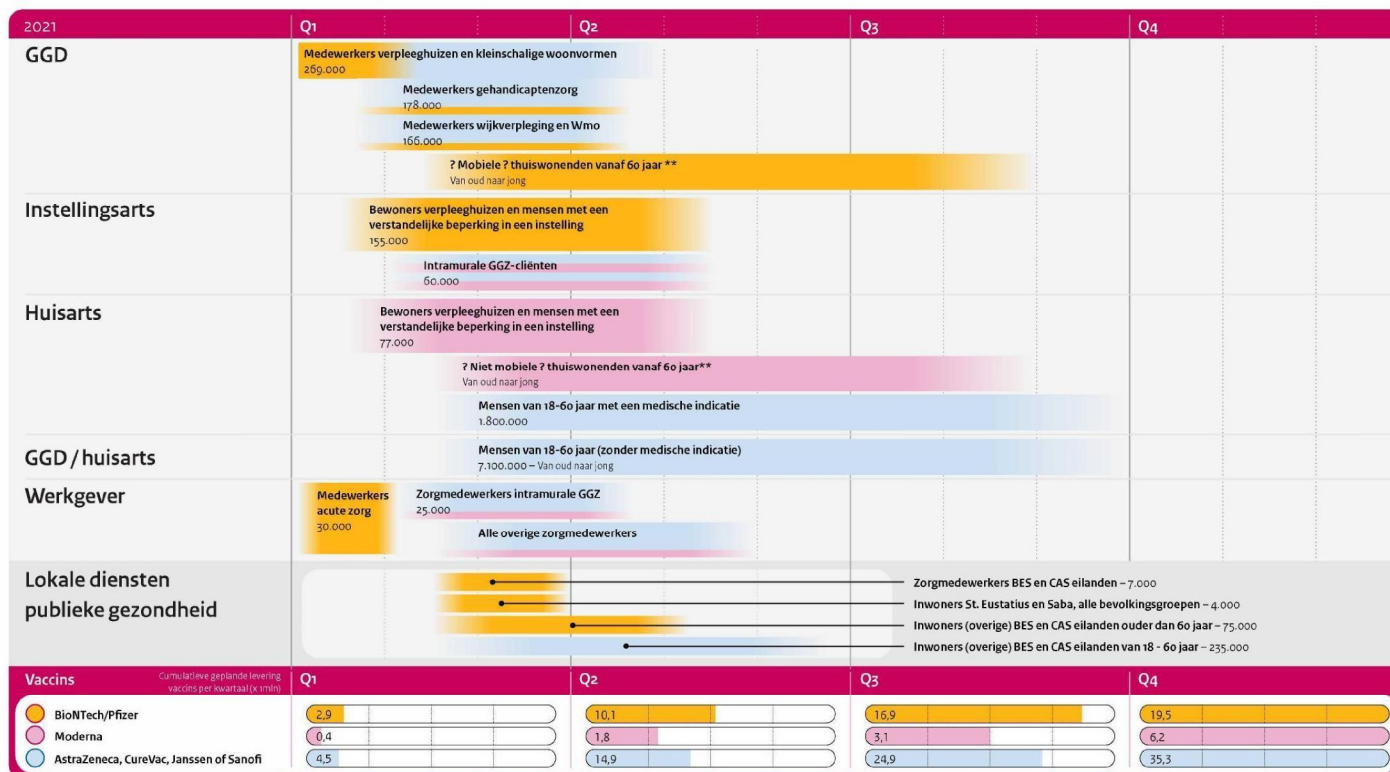 2021
Q1
Q2
Q3
Q4
GGD
Medewerkers verpleeghuizen en kleinschalige woonvormen
269.000
Medewerkers gehandicaptenzorg
178.000
Medewerkers wijkverpleging en Wmo
166.000
? Mobiele ? thuiswonenden vanaf 60 jaar **
Van oud naar jong
Instellingsarts
Bewoners verpleeghuizen en mensen met een
verstandelijke beperking in een instelling
155.000
Intramurale GGZ-cliënten
60.000
Huisarts
Bewoners verpleeghuizen en mensen met een
verstandelijke beperking in een instelling
77.000
? Niet mobiele ? thuiswonenden vanaf 60 jaar**
Van oud naar jong
Mensen van 18-60 jaar met een medische indicatie
1.800.000
GGD / huisarts
Mensen van 18-60 jaar (zonder medische indicatie)
7.100.000 – Van oud naar jong
Werkgever
Medewerkers
acute zorg
30.000
Zorgmedewerkers intramurale GGZ
25.000
Alle overige zorgmedewerkers
Lokale diensten
publieke gezondheid
Zorgmedewerkers BES en CAS eilanden – 7.000
Inwoners St. Eustatius en Saba, alle bevolkingsgroepen – 4.000
Inwoners (overige) BES en CAS eilanden ouder dan 60 jaar – 75.000
Inwoners (overige) BES en CAS eilanden van 18 - 60 jaar – 235.000
Vaccins
Cumulatieve geplande levering
vaccins per kwartaal (x 1mln)
Q1
Q2
Q3
Q4
BioNTech/Pfizer
2,9
10,1
16,9
19,5
Moderna
0,4
1,8
3,1
6,2
AstraZeneca, CureVac, Janssen of Sanofi
4,5
14,9
24,9
35,3